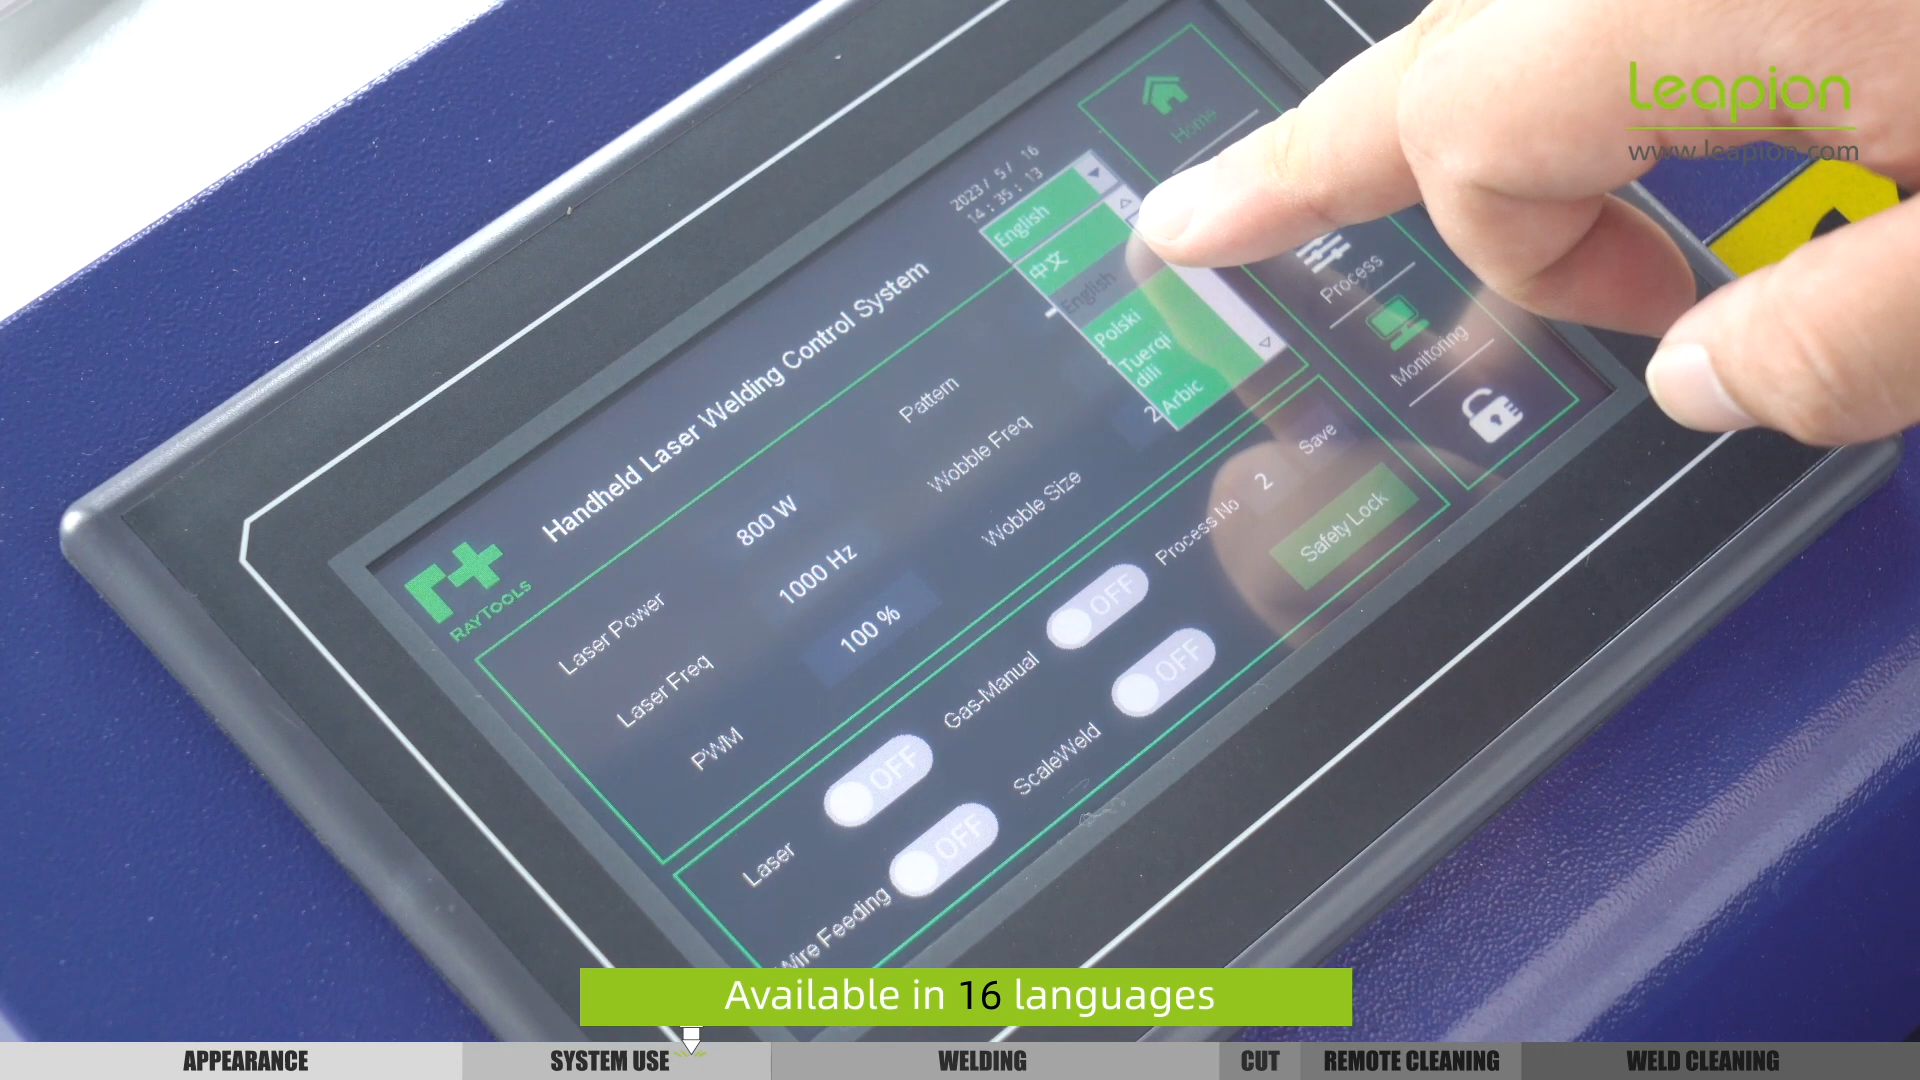 Leapion
www.leapion.com
Home
Process
Monitoring
2023 / 5 / 16
14 : 35 : 13
English
中文
English
Polski
Tuerqi
dili
Arbic
RAYTOOLS
Handheld Laser Welding Control System
Laser Power 800 W
Laser Freq 1000 Hz
PWM 100 %
Pattern
Wobble Freq 2
Wobble Size
Laser OFF
Gas-Manual OFF
Process No 2 Save
Wire Feeding OFF
ScaleWeld OFF
Safety Lock
Available in 16 languages
APPEARANCE SYSTEM USE WELDING CUT REMOTE CLEANING WELD CLEANING